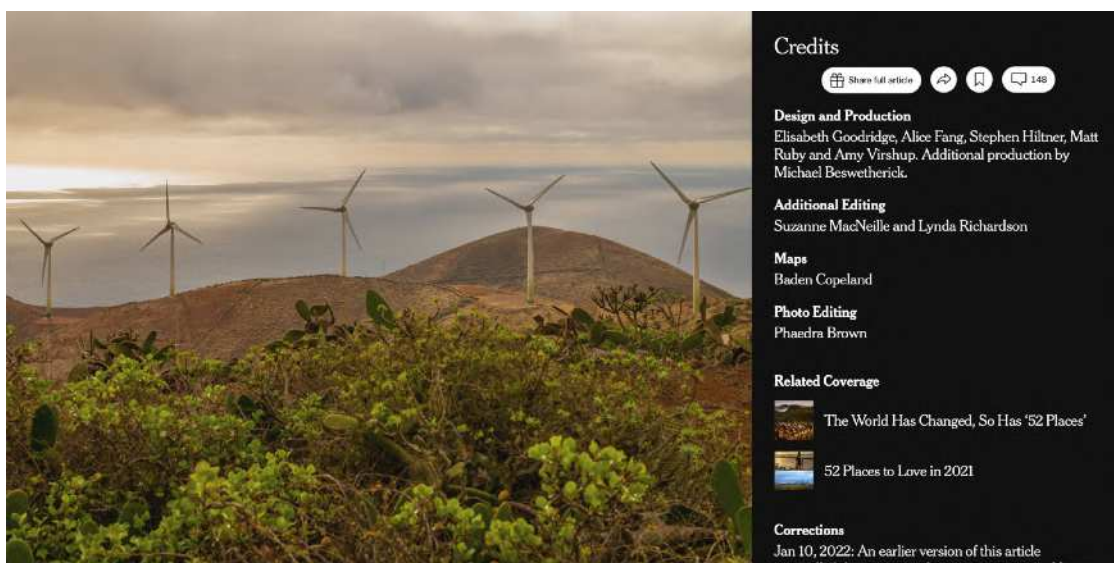 Credits
Share full article
148
Design and Production
Elisabeth Goodridge, Alice Fang, Stephen Hiltner, Matt
Ruby and Amy Virshup. Additional production by
Michael Beswetherick.
Additional Editing
Suzanne MacNeille and Lynda Richardson
Maps
Baden Copeland
Photo Editing
Phaedra Brown
Related Coverage
The World Has Changed, So Has ‘52 Places’
52 Places to Love in 2021
Corrections
Jan 10, 2022: An earlier version of this article